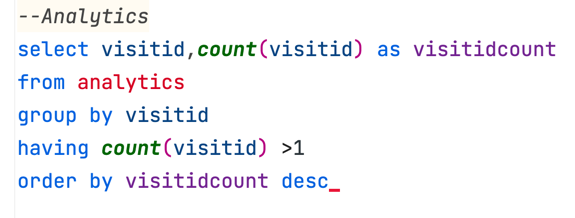 --Analytics
select visitid,count(visitid) as visitidcount
from analytics
group by visitid
having count(visitid) >1
order by visitidcount desc